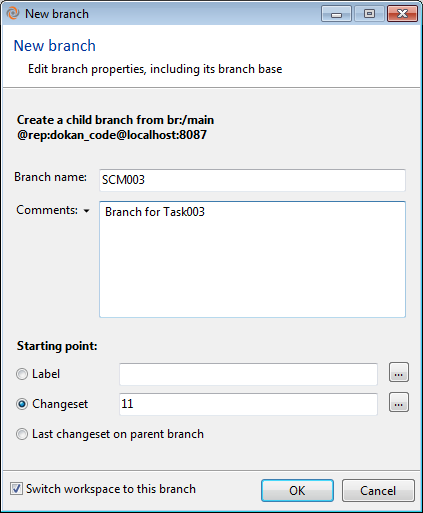 New branch
New branch
Edit branch properties, including its branch base
Create a child branch from br:/main
@rep:dokan_code@localhost:8087
Branch name: SCM003
Comments: Branch for Task003
Starting point:
Label ...
Changeset 11 ...
Last changeset on parent branch
Switch workspace to this branch OK Cancel